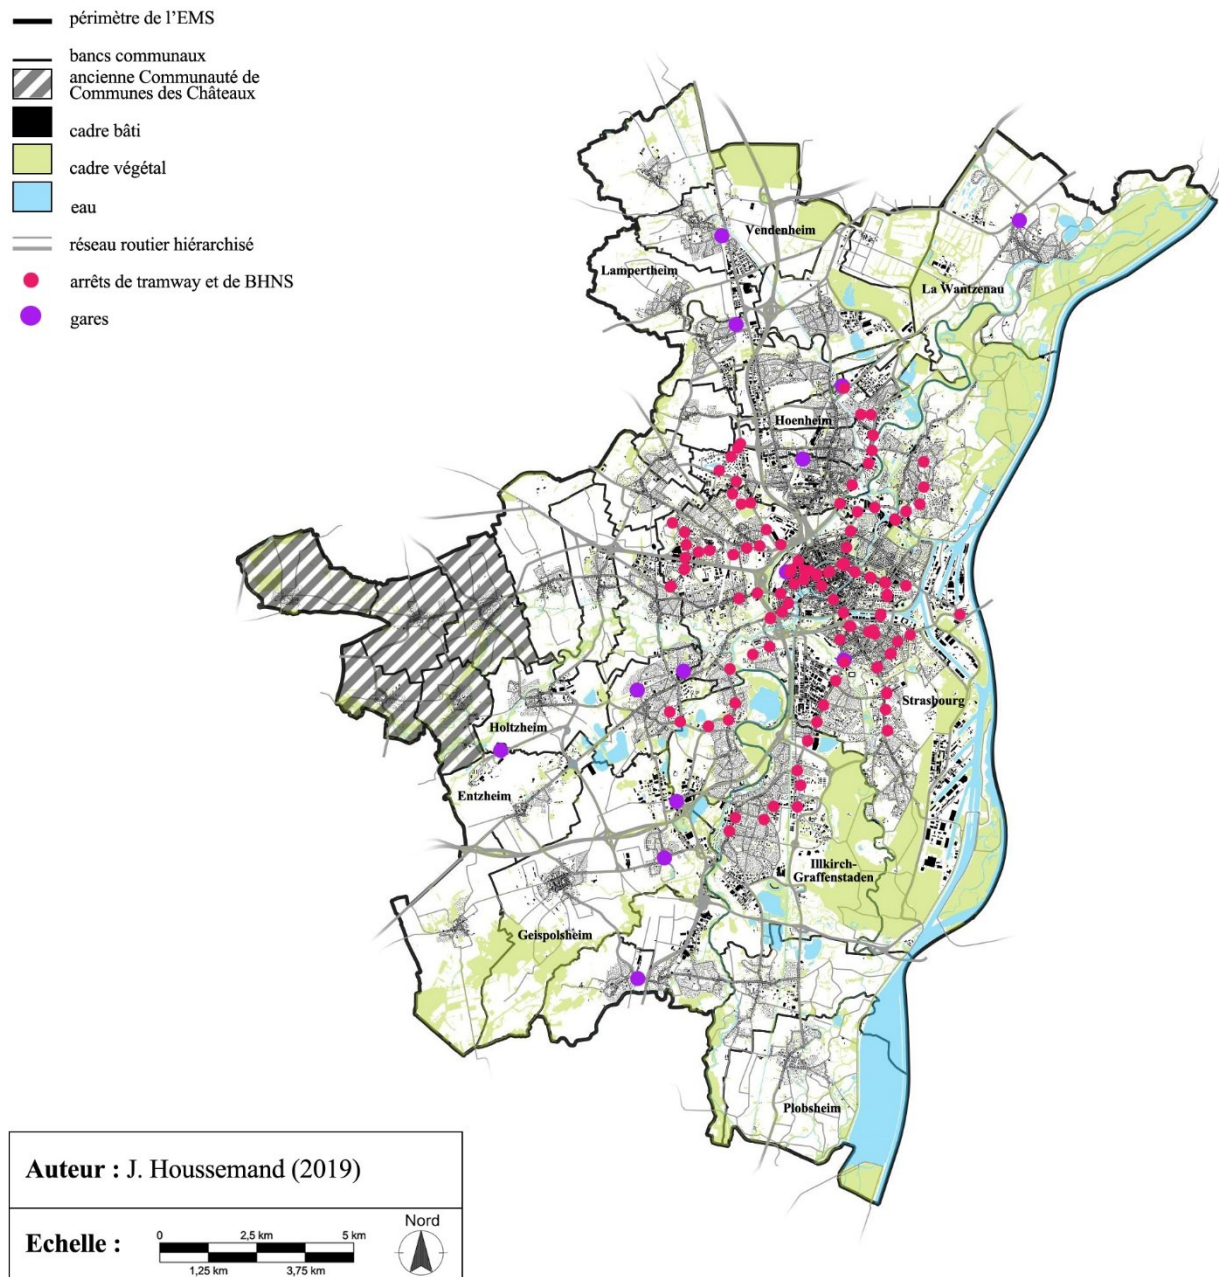 périmètre de l’EMS
bancs communaux
ancienne Communauté de
Communes des Châteaux
cadre bâti
cadre végétal
eau
réseau routier hiérarchisé
arrêts de tramway et de BHNS
gares
Vendenheim
Lampertheim
La Wantzenau
Hoenheim
Strasbourg
Holtzheim
Entzheim
Illkirch-
Graffenstaden
Geispolsheim
Plobsheim
Auteur : J. Houssemand (2019)
Echelle :
0 2,5 km 5 km
1,25 km 3,75 km
Nord